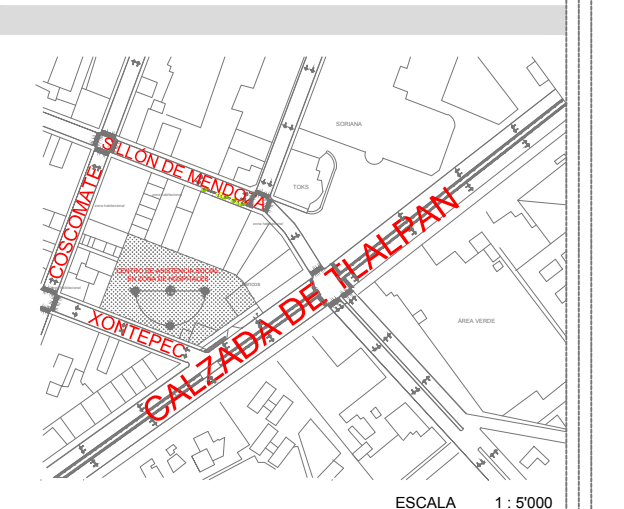 SORIANA
SILLÓN DE MENDOZA
TOKS
COSCOMATE
CENTRO DE ASISTENCIA SOCIAL
EN ZONA DE HOSPITALES
XONTEPEC
CALZADA DE TLALPAN
ÁREA VERDE
ESCALA 1 : 5'000